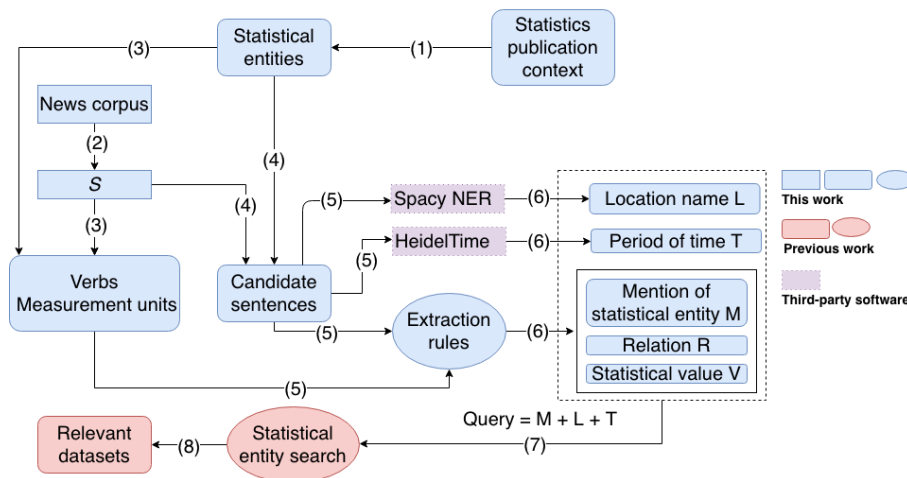 Statistics
publication
context
(1)
Statistical
entities
(3)
News corpus
(2)
S
(3)
(4)
(4)
Verbs
Measurement units
Candidate
sentences
(5)
Spacy NER
(6)
Location name L
(5)
HeidelTime
(6)
Period of time T
(5)
Extraction
rules
(6)
Mention of
statistical entity M
Relation R
Statistical value V
(5)
Query = M + L + T
(7)
Statistical
entity search
(8)
Relevant
datasets
This work
Previous work
Third-party software